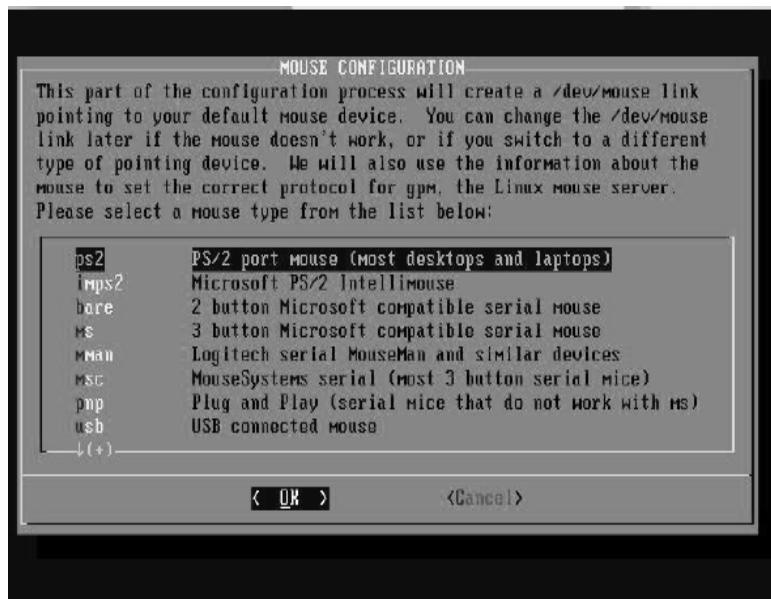 MOUSE CONFIGURATION
This part of the configuration process will create a /dev/mouse link
pointing to your default mouse device.  You can change the /dev/mouse
link later if the mouse doesn't work, or if you switch to a different
type of pointing device.  We will also use the information about the
mouse to set the correct protocol for gpm, the Linux mouse server.
Please select a mouse type from the list below:
ps2 PS/2 port mouse (most desktops and laptops)
imps2 Microsoft PS/2 Intellimouse
bare 2 button Microsoft compatible serial mouse
ms 3 button Microsoft compatible serial mouse
mman Logitech serial MouseMan and similar devices
msc MouseSystems serial (most 3 button serial mice)
pnp Plug and Play (serial mice that do not work with ms)
usb USB connected mouse
↓(+)
< OK > <Cancel>